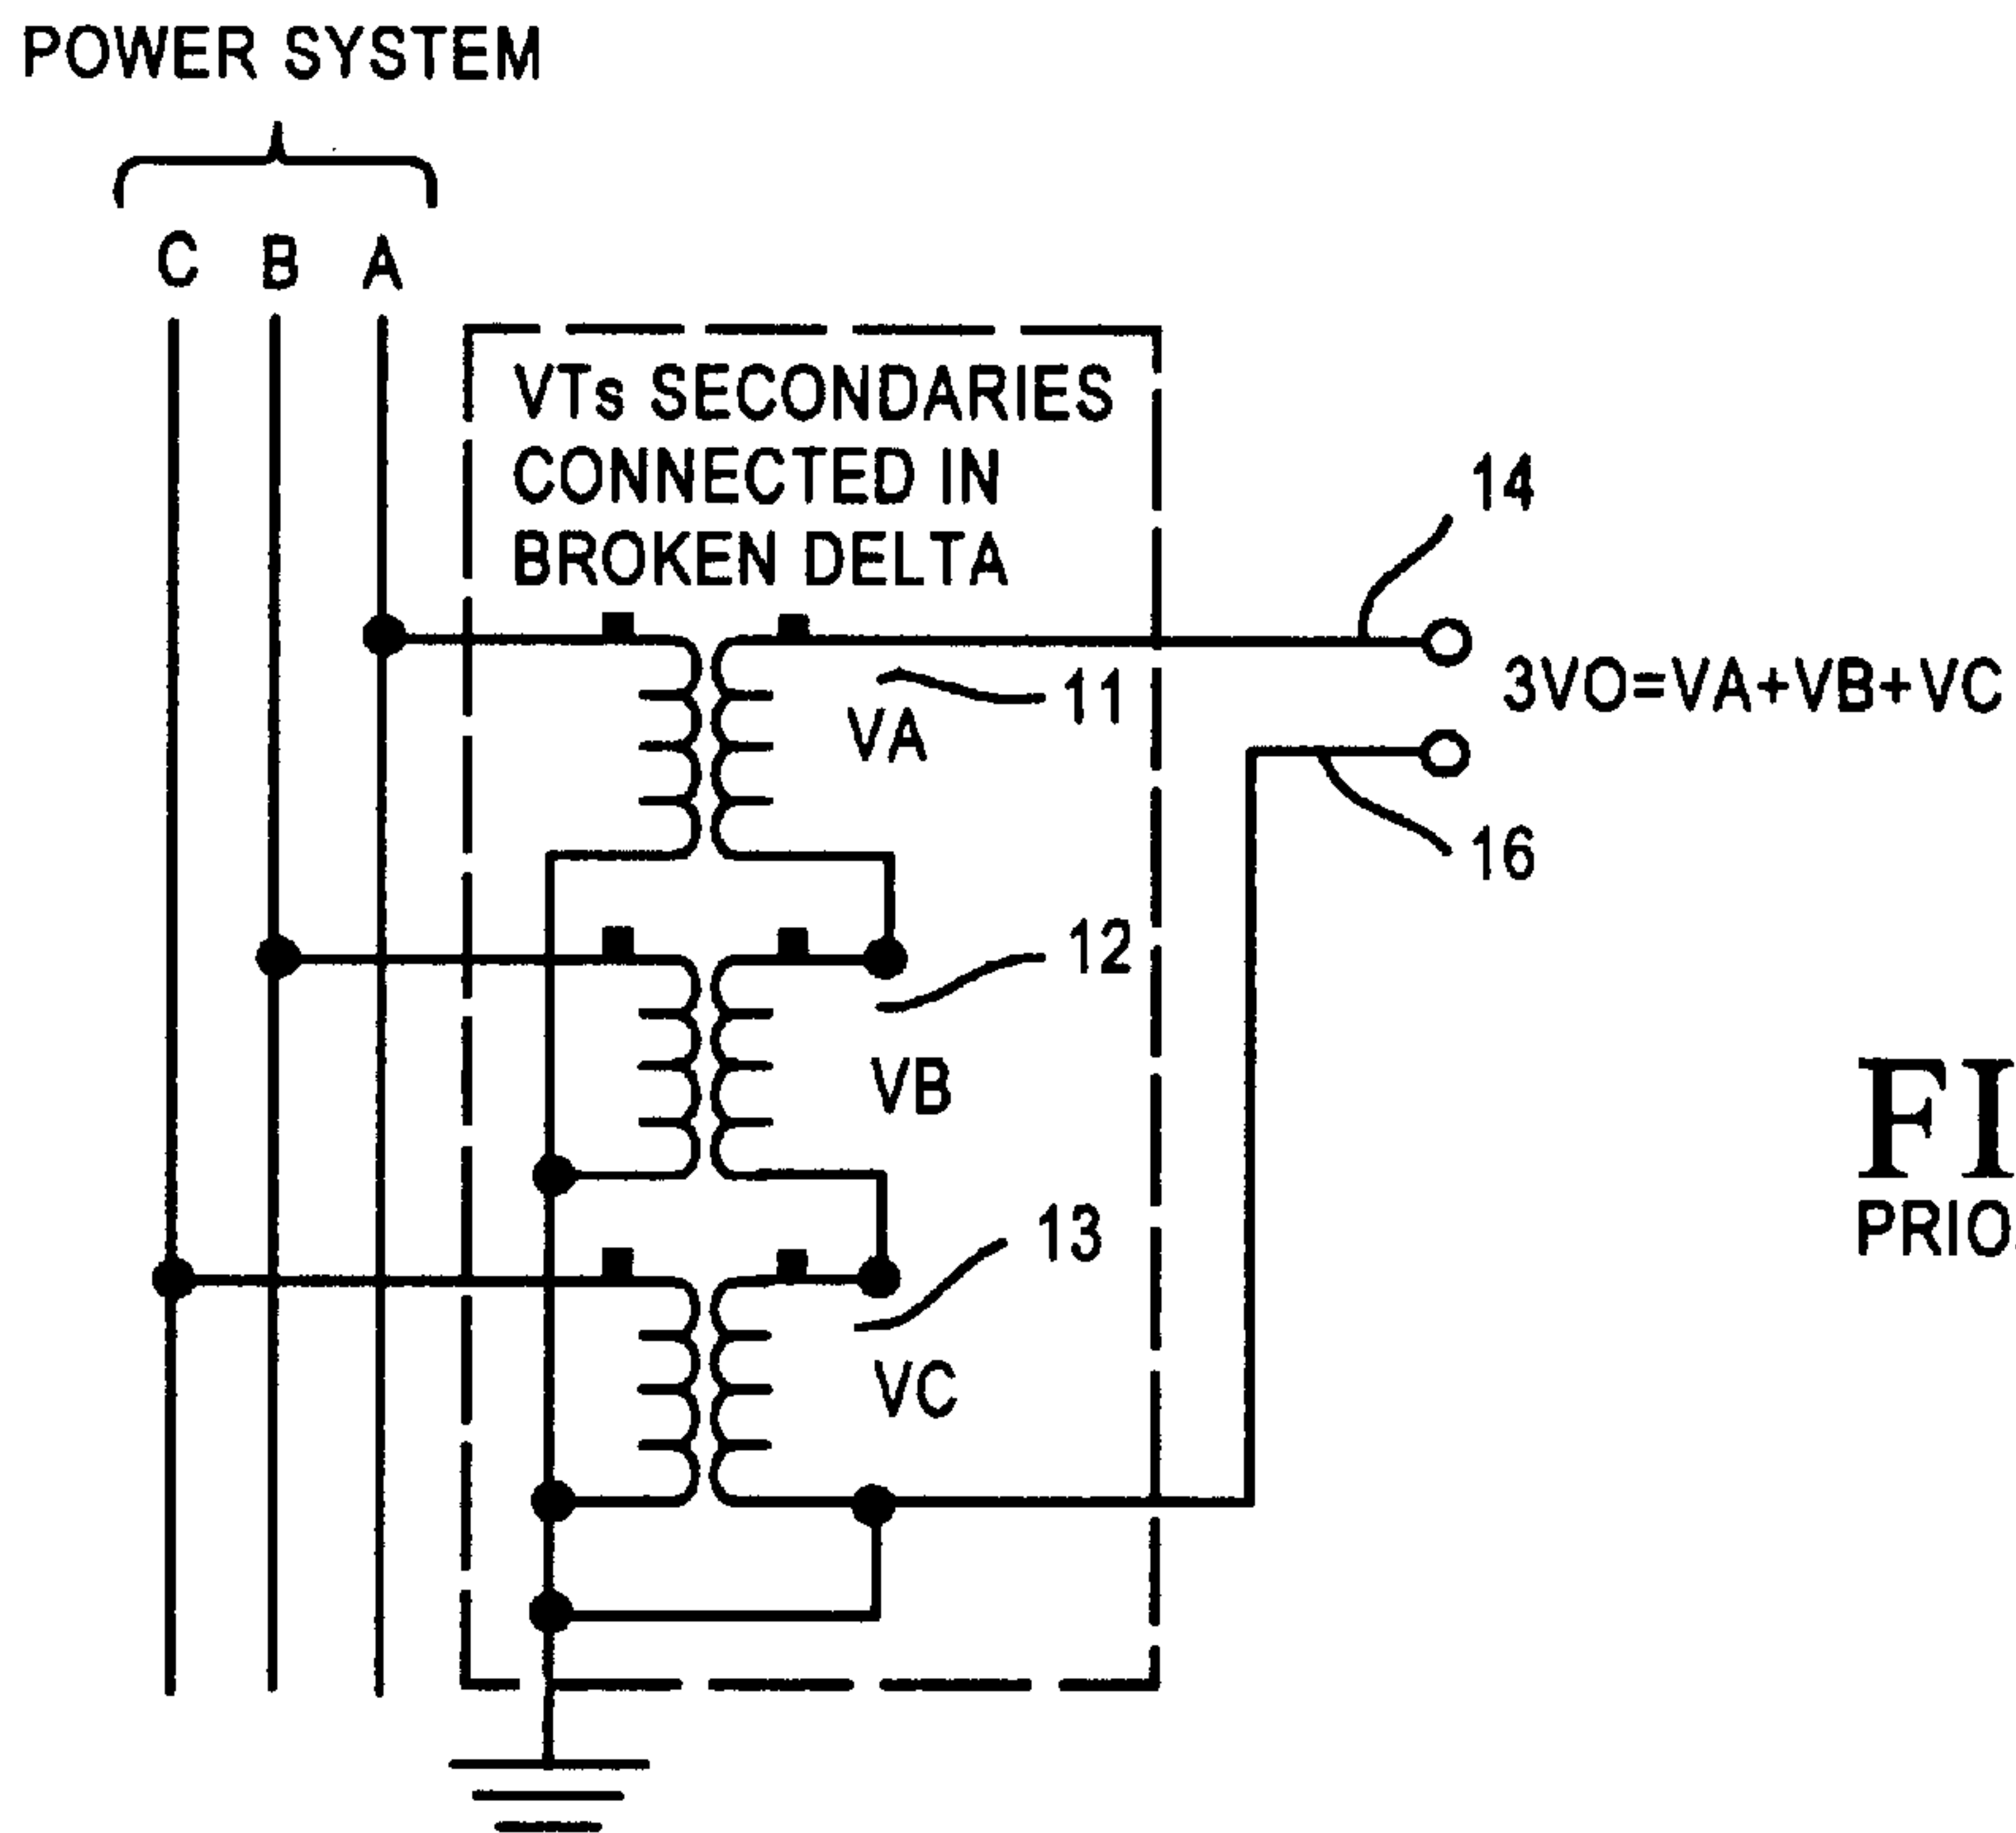 POWER SYSTEM
C B A
VTs SECONDARIES
CONNECTED IN
BROKEN DELTA
14
11
3VO=VA+VB+VC
VA
16
12
VB
13
VC